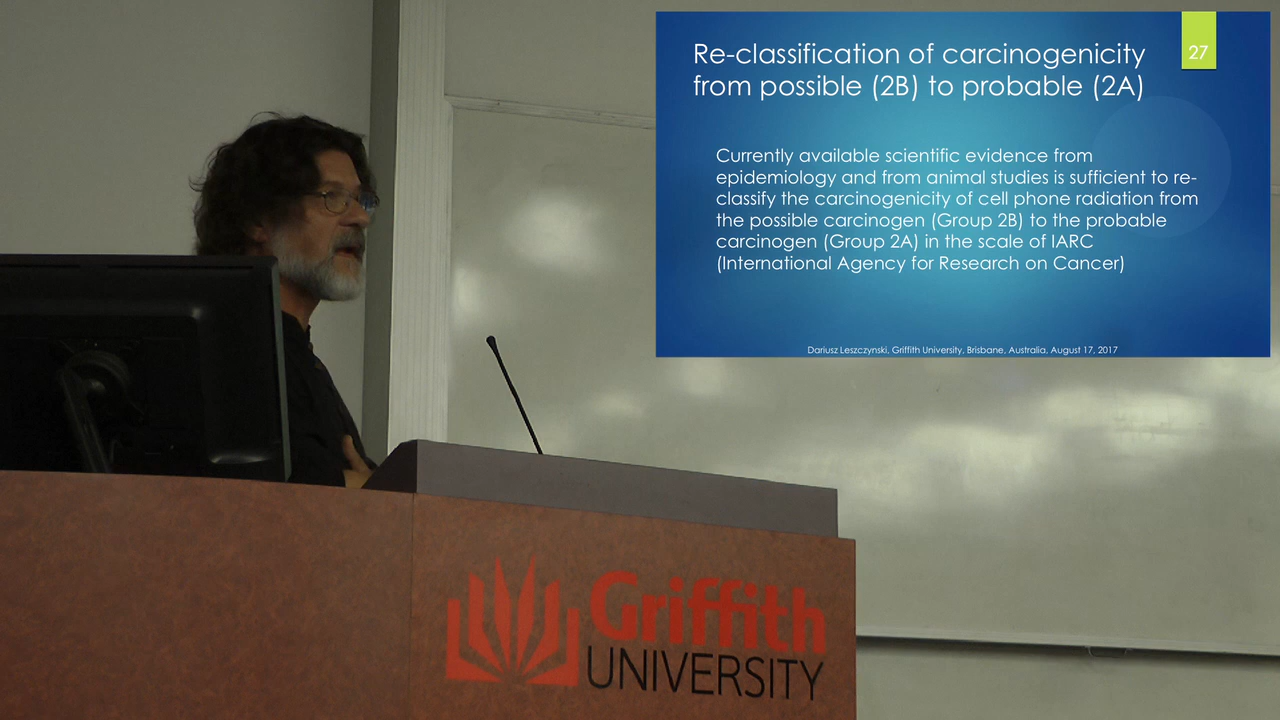 Re-classification of carcinogenicity
from possible (2B) to probable (2A)
27
Currently available scientific evidence from
epidemiology and from animal studies is sufficient to re-
classify the carcinogenicity of cell phone radiation from
the possible carcinogen (Group 2B) to the probable
carcinogen (Group 2A) in the scale of IARC
(International Agency for Research on Cancer)
Dariusz Leszczynski, Griffith University, Brisbane, Australia, August 17, 2017
Griffith
UNIVERSITY